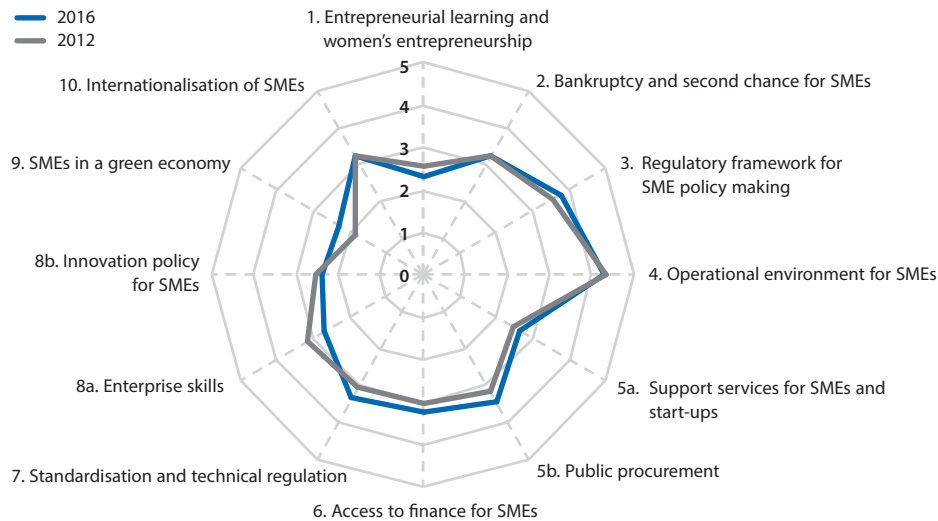 2016
2012
1. Entrepreneurial learning and
women’s entrepreneurship
2. Bankruptcy and second chance for SMEs
3. Regulatory framework for
SME policy making
4. Operational environment for SMEs
5a. Support services for SMEs and
start-ups
5b. Public procurement
6. Access to finance for SMEs
7. Standardisation and technical regulation
8a. Enterprise skills
8b. Innovation policy
for SMEs
9. SMEs in a green economy
10. Internationalisation of SMEs
5
4
3
2
1
0